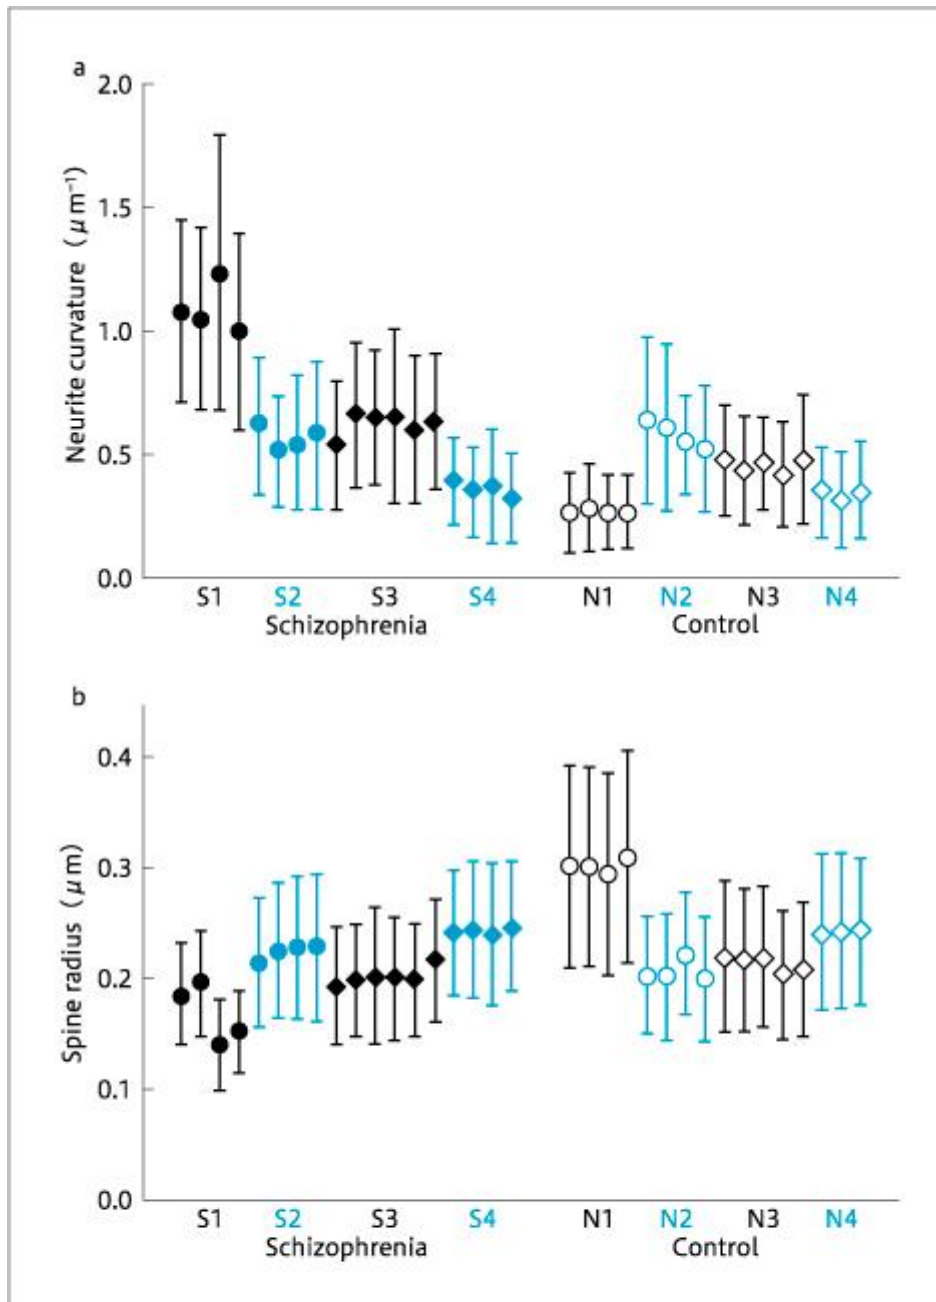 a
2.0
1.5
1.0
0.5
0.0
Neurite curvature (μm⁻¹)
S1 S2 S3 S4 N1 N2 N3 N4
Schizophrenia Control
b
0.4
0.3
0.2
0.1
0.0
Spine radius (μm)
S1 S2 S3 S4 N1 N2 N3 N4
Schizophrenia Control